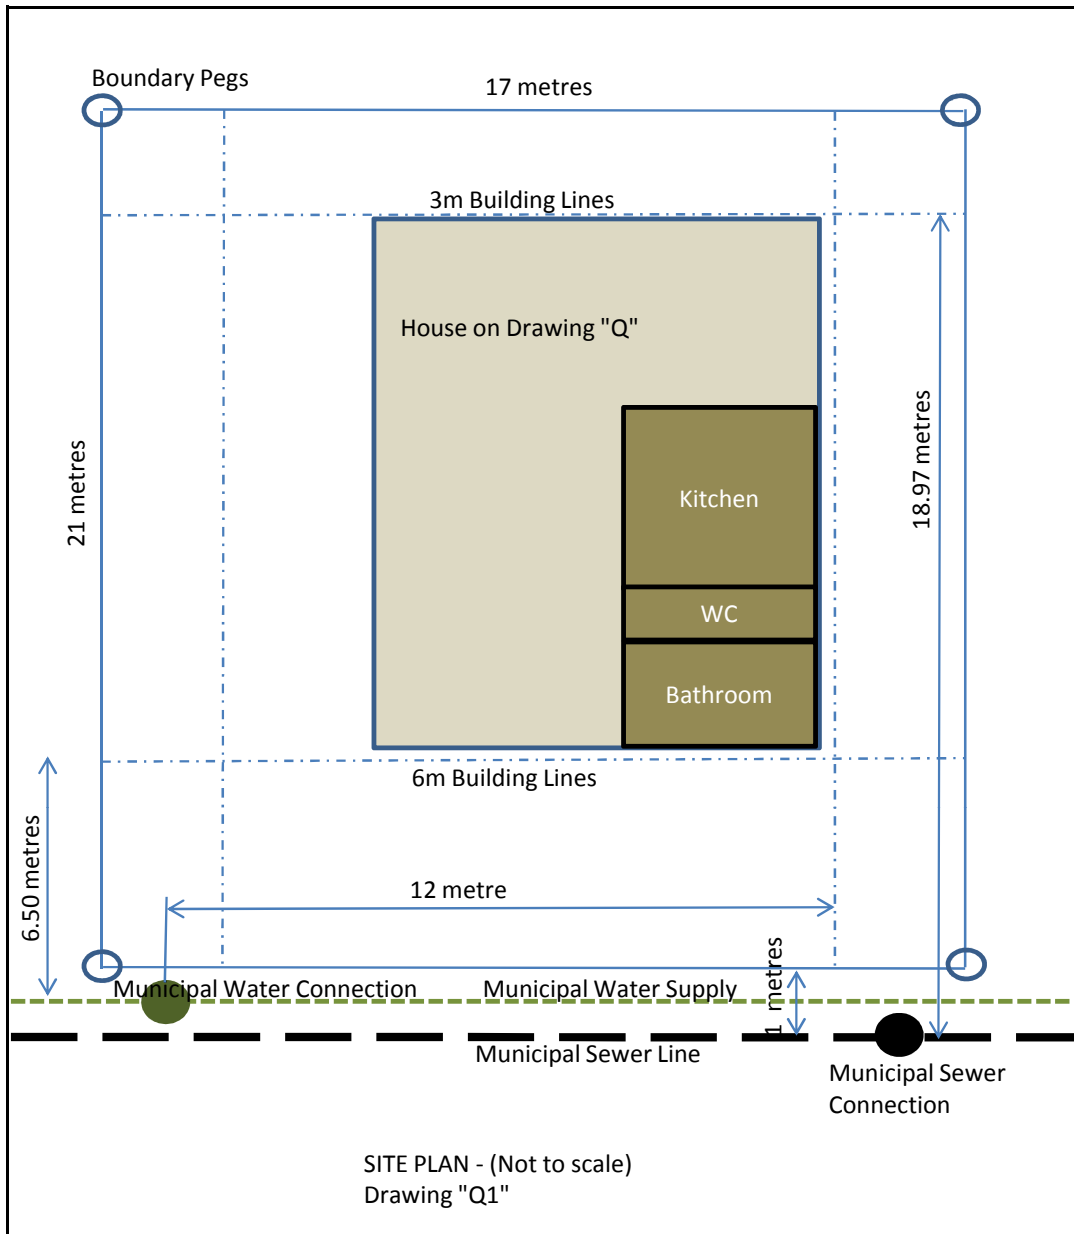 Boundary Pegs
17 metres
3m Building Lines
House on Drawing "Q"
21 metres
18.97 metres
Kitchen
WC
Bathroom
6m Building Lines
6.50 metres
12 metre
1 metres
Municipal Water Connection
Municipal Water Supply
Municipal Sewer Line
Municipal Sewer
Connection
SITE PLAN - (Not to scale)
Drawing "Q1"